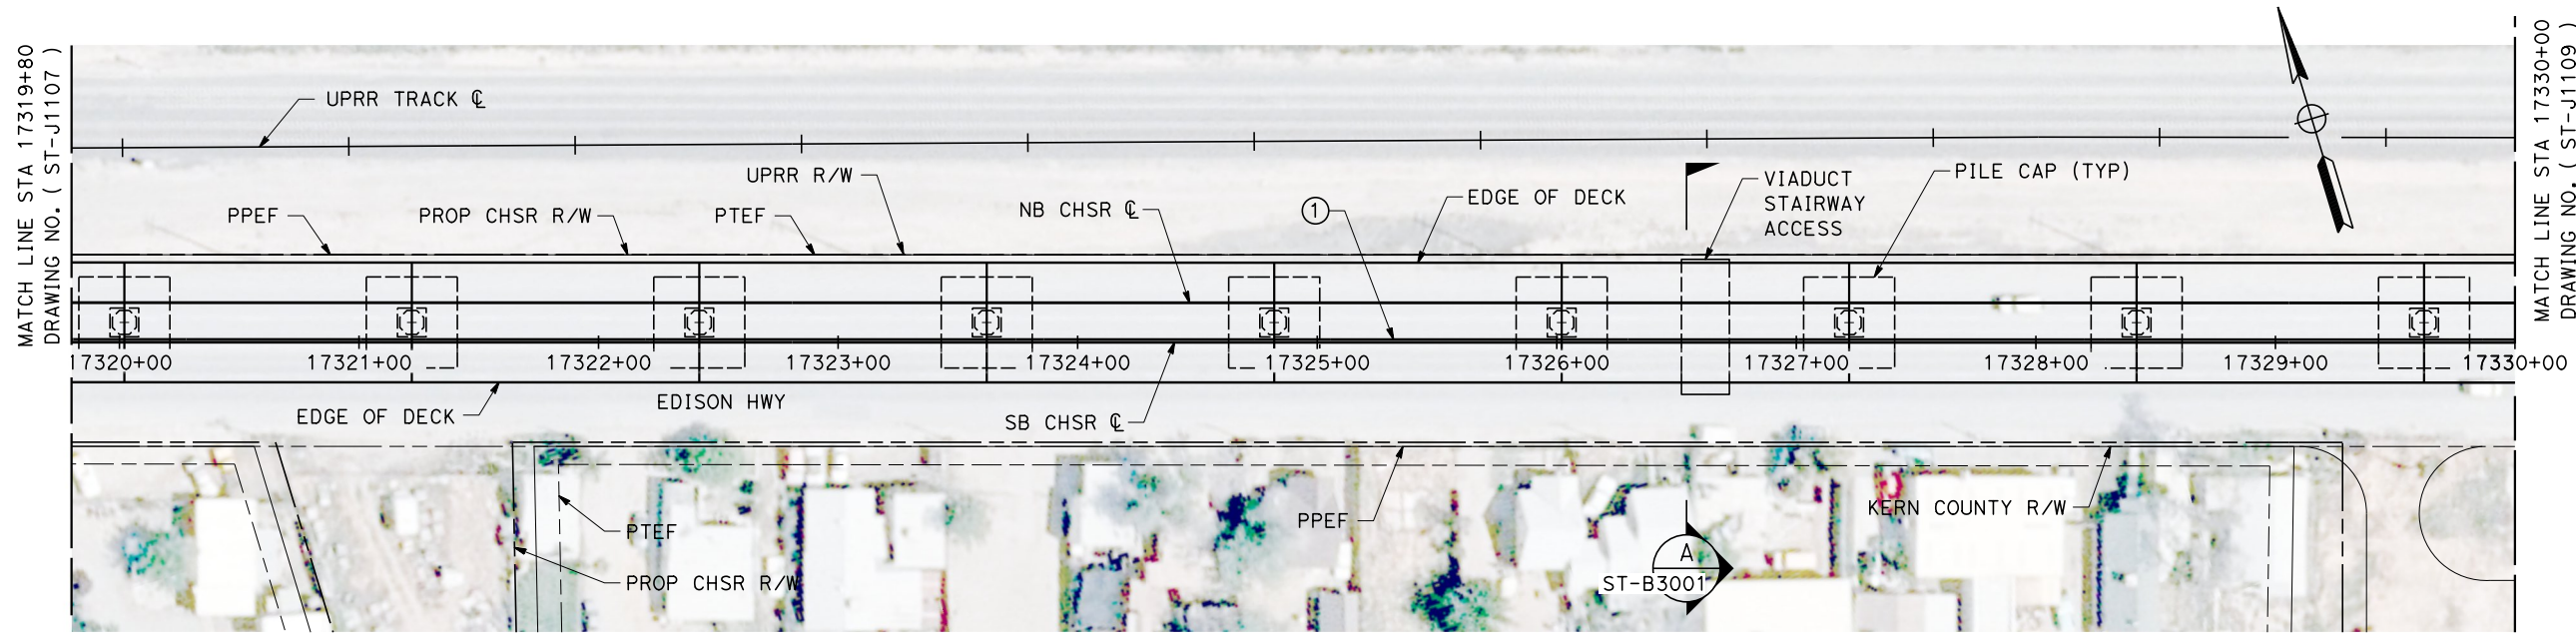 MATCH LINE STA 17319+80
DRAWING NO. ( ST-J1107 )
UPRR TRACK ℄
UPRR R/W
PPEF
PROP CHSR R/W
PTEF
NB CHSR ℄
1
EDGE OF DECK
VIADUCT
STAIRWAY
ACCESS
PILE CAP (TYP)
MATCH LINE STA 17330+00
DRAWING NO. ( ST-J1109 )
17320+00
17321+00
17322+00
17323+00
17324+00
17325+00
17326+00
17327+00
17328+00
17329+00
17330+00
EDGE OF DECK
EDISON HWY
SB CHSR ℄
PTEF
PROP CHSR R/W
PPEF
KERN COUNTY R/W
A
ST-B3001